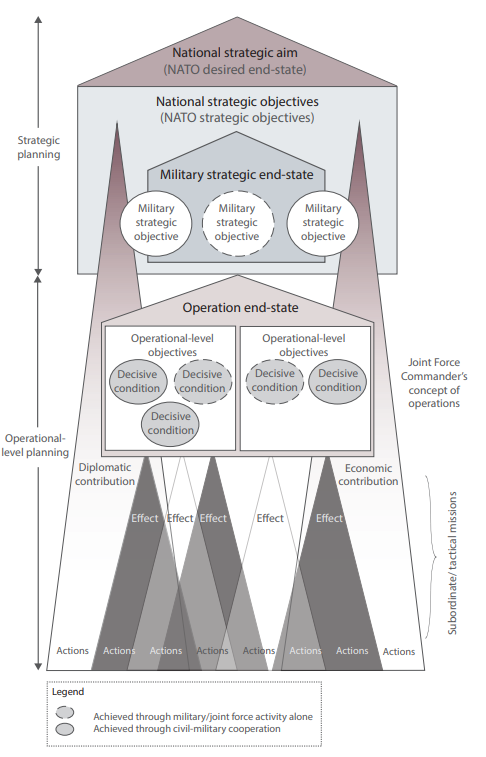 National strategic aim
(NATO desired end-state)
National strategic objectives
(NATO strategic objectives)
Strategic
planning
Military strategic end-state
Military
strategic
objective
Military
strategic
objective
Military
strategic
objective
Operation end-state
Operational-level
objectives
Operational-level
objectives
Decisive
condition
Decisive
condition
Decisive
condition
Decisive
condition
Decisive
condition
Joint Force
Commander's
concept of
operations
Operational-
level planning
Diplomatic
contribution
Economic
contribution
Effect
Effect
Effect
Effect
Effect
Subordinate/ tactical missions
Actions
Actions
Actions
Actions
Actions
Actions
Actions
Actions
Legend
Achieved through military/joint force activity alone
Achieved through civil-military cooperation